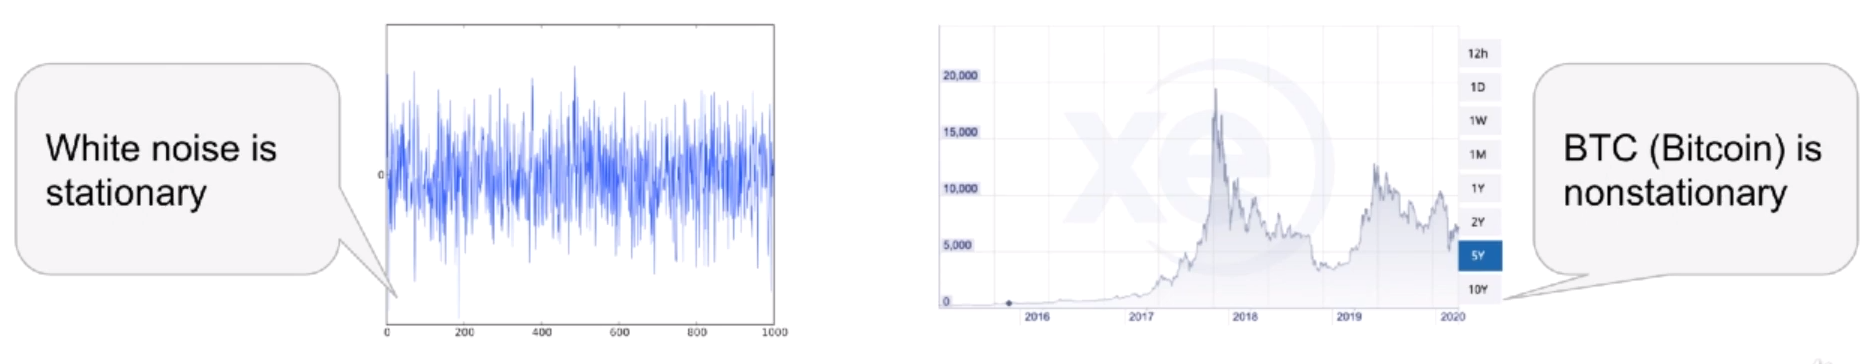 White noise is
stationary
0
0 200 400 600 800 1000
xe
20,000
15,000
10,000
5,000
0
2016 2017 2018 2019 2020
12h
1D
1W
1M
1Y
2Y
5Y
10Y
BTC (Bitcoin) is
nonstationary